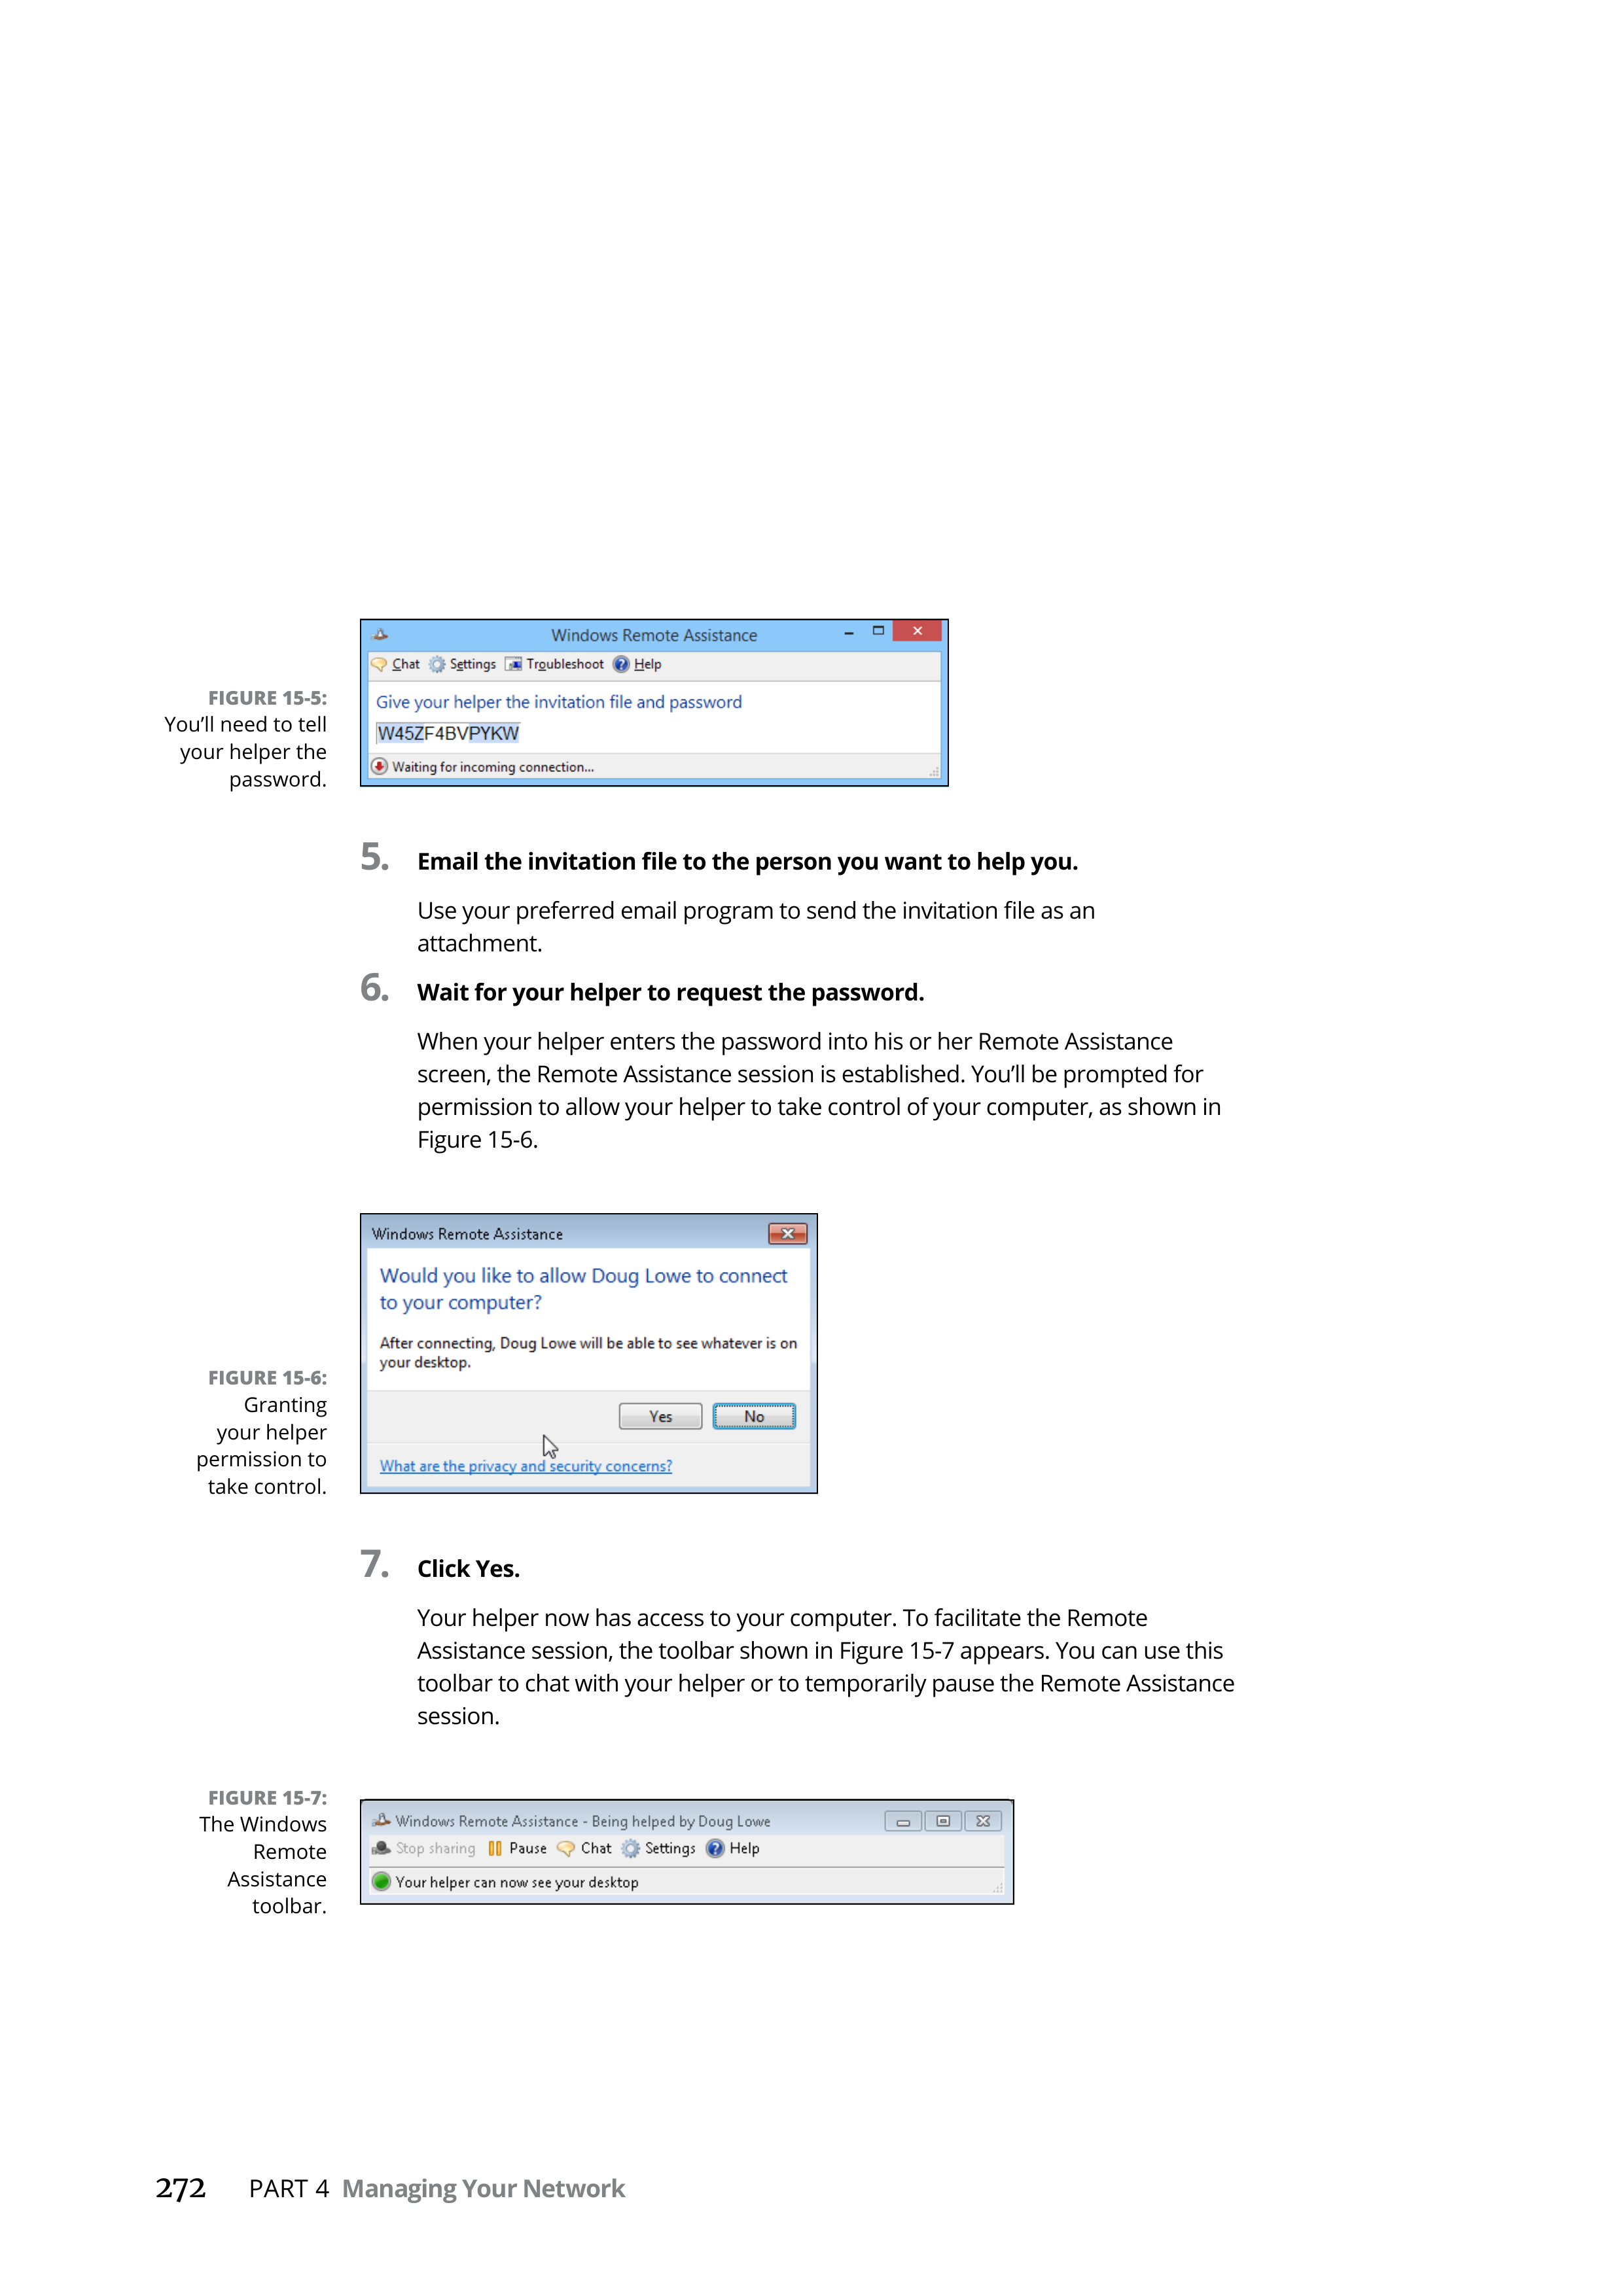 Windows Remote Assistance
Chat Settings Troubleshoot Help
Give your helper the invitation file and password
W45ZF4BVPYKW
Waiting for incoming connection...
FIGURE 15-5:
You’ll need to tell
your helper the
password.
5. Email the invitation file to the person you want to help you.
Use your preferred email program to send the invitation file as an
attachment.
6. Wait for your helper to request the password.
When your helper enters the password into his or her Remote Assistance
screen, the Remote Assistance session is established. You’ll be prompted for
permission to allow your helper to take control of your computer, as shown in
Figure 15-6.
Windows Remote Assistance
Would you like to allow Doug Lowe to connect
to your computer?
After connecting, Doug Lowe will be able to see whatever is on
your desktop.
Yes No
What are the privacy and security concerns?
FIGURE 15-6:
Granting
your helper
permission to
take control.
7. Click Yes.
Your helper now has access to your computer. To facilitate the Remote
Assistance session, the toolbar shown in Figure 15-7 appears. You can use this
toolbar to chat with your helper or to temporarily pause the Remote Assistance
session.
FIGURE 15-7:
The Windows
Remote
Assistance
toolbar.
Windows Remote Assistance - Being helped by Doug Lowe
Stop sharing Pause Chat Settings Help
Your helper can now see your desktop
272 PART 4 Managing Your Network